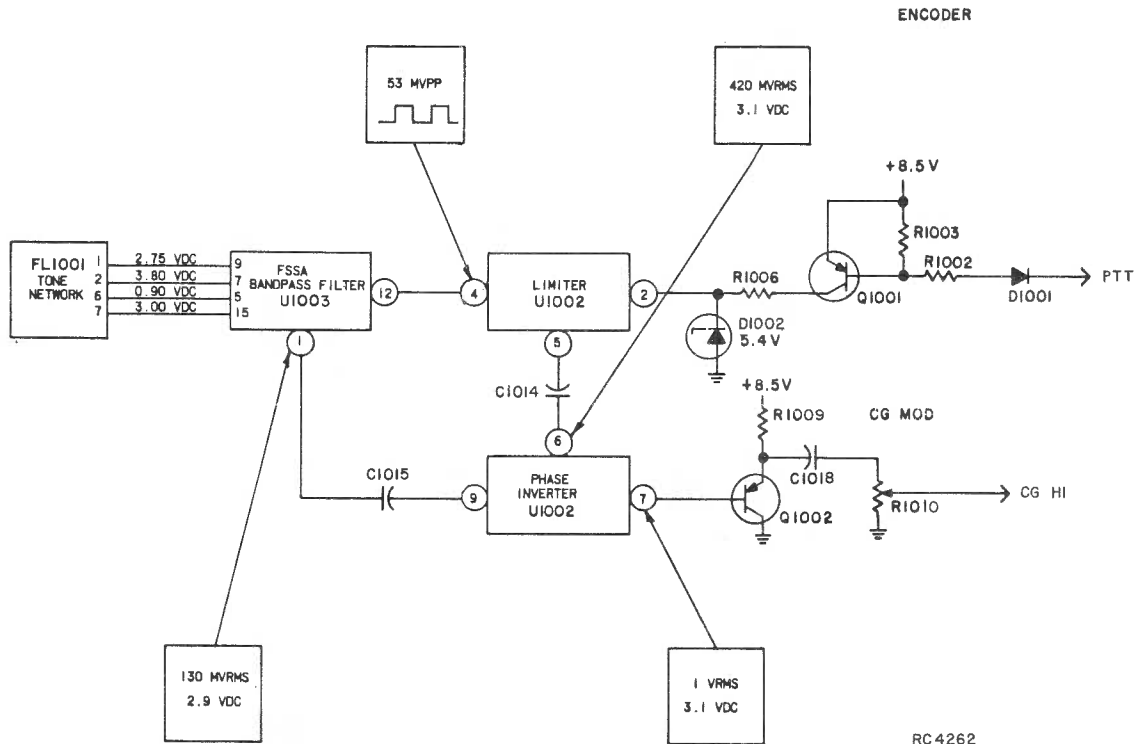 ENCODER
53 MVPP
420 MVRMS
3.1 VDC
+8.5V
R1003
R1002
R1006
Q1001
D1001
PTT
FL1001
TONE
NETWORK
1
2
6
7
2.75 VDC
3.80 VDC
0.90 VDC
3.00 VDC
9
7
5
15
FSSA
BANDPASS FILTER
U1003
12
1
4
LIMITER
U1002
2
5
D1002
5.4V
C1014
6
+8.5V
R1009
CG MOD
C1015
9
PHASE
INVERTER
U1002
7
Q1002
C1018
R1010
CG HI
130 MVRMS
2.9 VDC
1 VRMS
3.1 VDC
RC4262